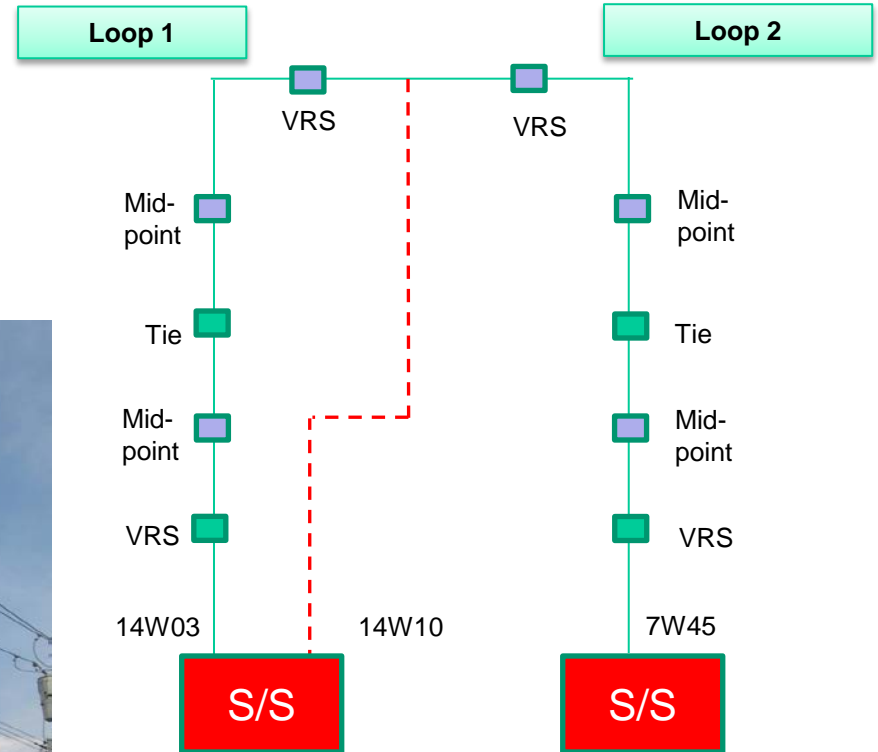 Loop 1
Loop 2
VRS
VRS
Mid-
point
Mid-
point
Tie
Tie
Mid-
point
Mid-
point
VRS
VRS
14W03
14W10
7W45
S/S
S/S